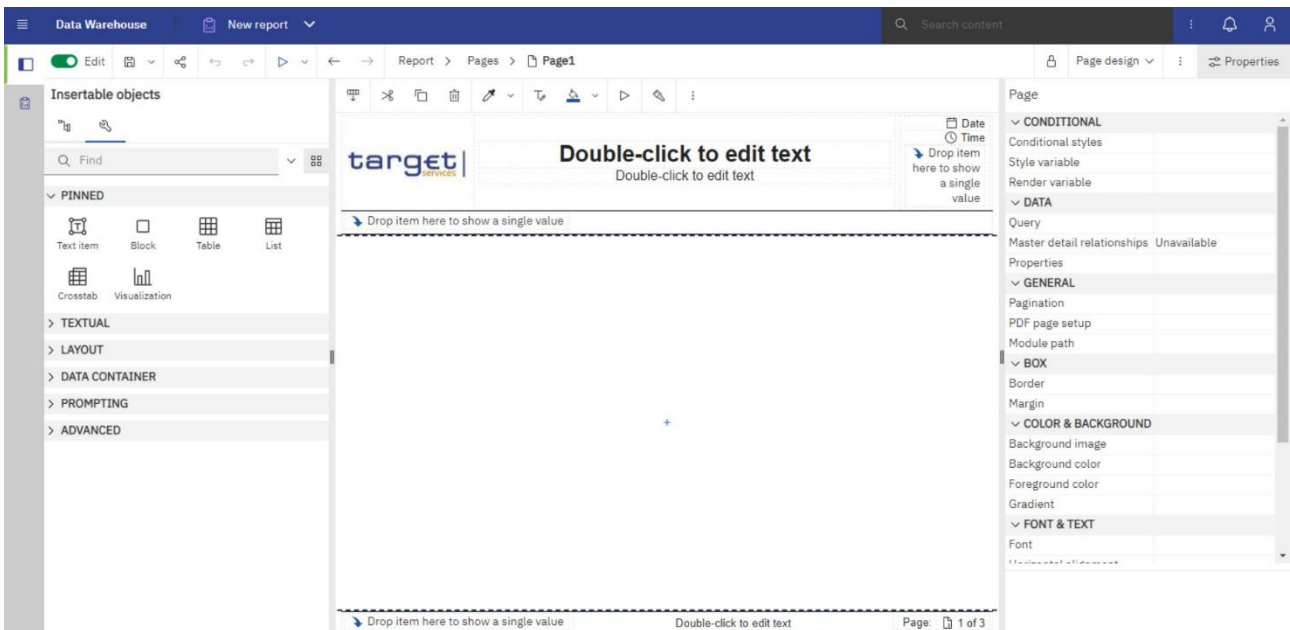 Data Warehouse
New report
Search content
Edit
Report > Pages > Page1
Page design
Properties
Insertable objects
Find
PINNED
Text item
Block
Table
List
Crosstab
Visualization
TEXTUAL
LAYOUT
DATA CONTAINER
PROMPTING
ADVANCED
target
services
Double-click to edit text
Double-click to edit text
Date
Time
Drop item
here to show
a single
value
Drop item here to show a single value
Drop item here to show a single value
Double-click to edit text
Page: 1 of 3
Page
CONDITIONAL
Conditional styles
Style variable
Render variable
DATA
Query
Master detail relationships Unavailable
Properties
GENERAL
Pagination
PDF page setup
Module path
BOX
Border
Margin
COLOR & BACKGROUND
Background image
Background color
Foreground color
Gradient
FONT & TEXT
Font